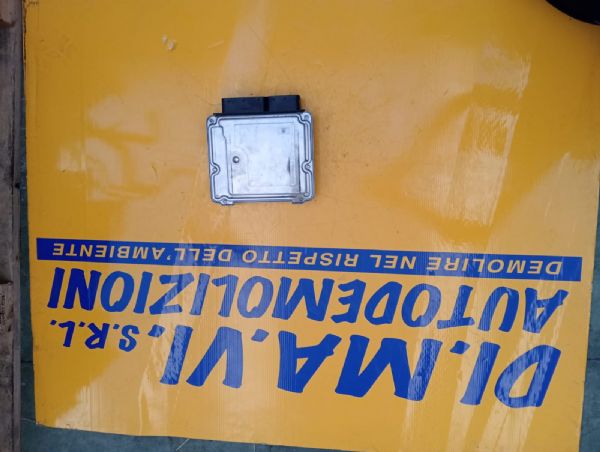 DI.MA.VI. S.R.L.
AUTODEMOLIZIONI
DEMOLIRE NEL RISPETTO DELL'AMBIENTE